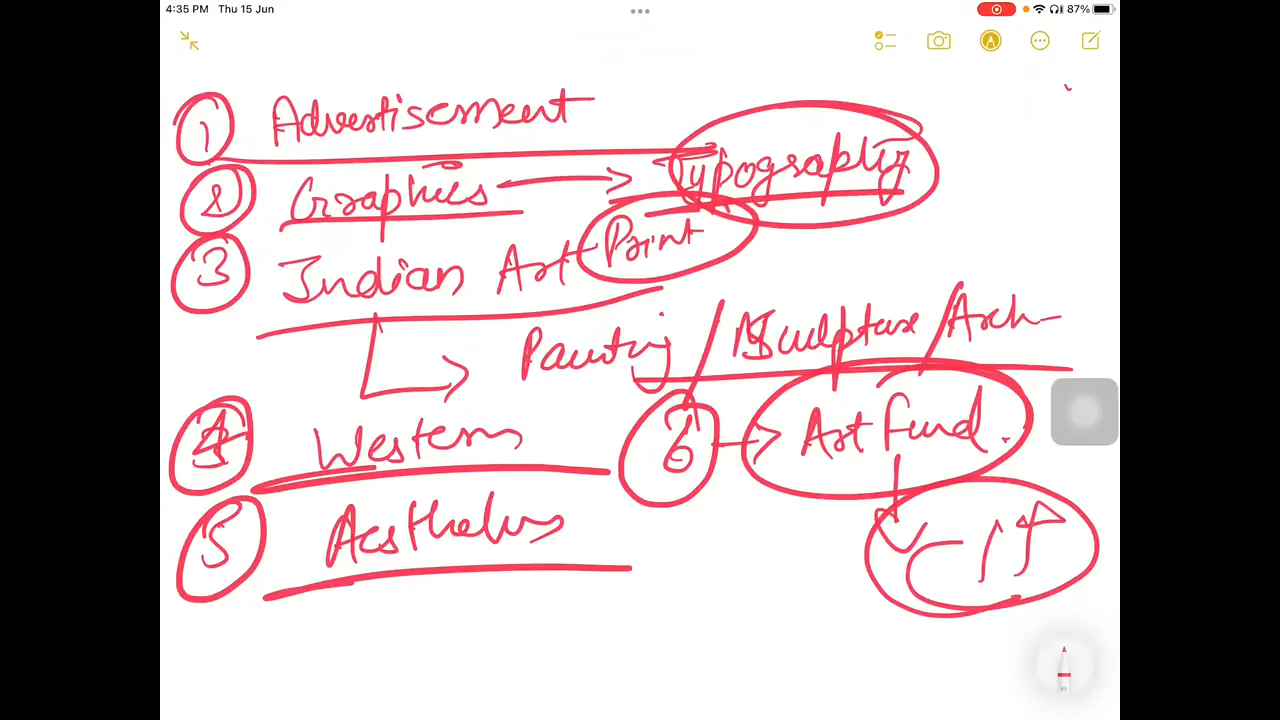 4:35 PM Thu 15 Jun 87%
① Advertisement
② Graphics → Typography
③ Indian Art Print
Painting / Sculpture / Arch-
④ Western
⑥ → Art Fund.
⑤ Aesthetics